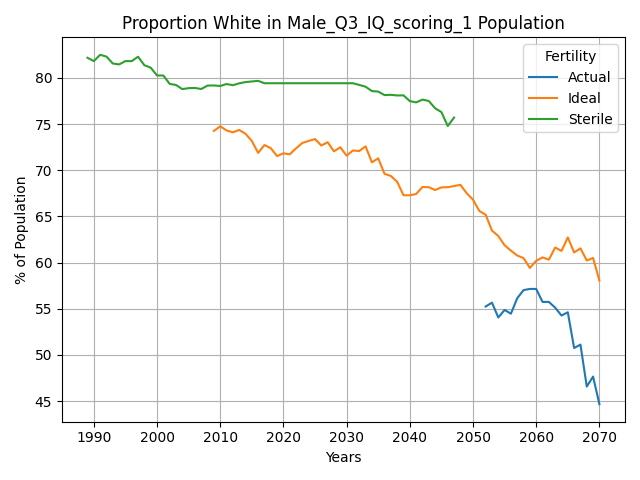 Proportion White in Male_Q3_IQ_scoring_1 Population
Fertility
Actual
Ideal
Sterile
% of Population
80
75
70
65
60
55
50
45
1990 2000 2010 2020 2030 2040 2050 2060 2070
Years